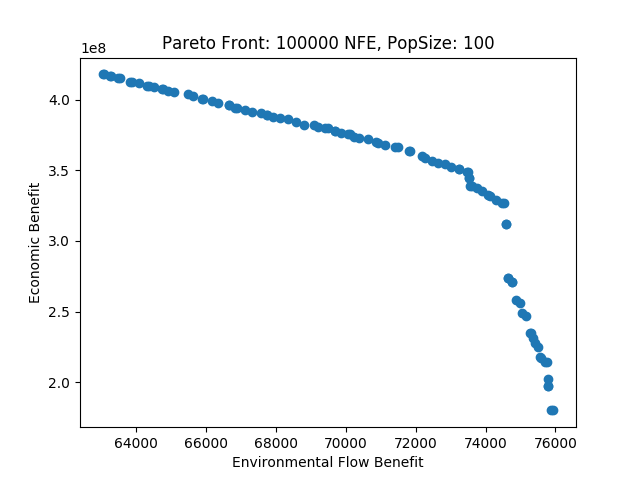 Pareto Front: 100000 NFE, PopSize: 100
1e8
4.0
3.5
3.0
2.5
2.0
Economic Benefit
64000 66000 68000 70000 72000 74000 76000
Environmental Flow Benefit